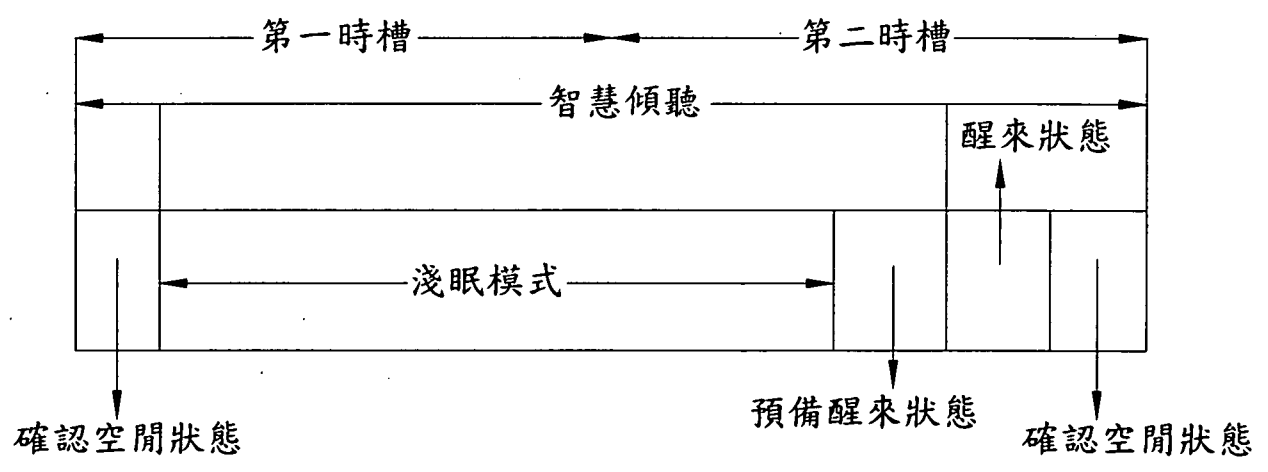 第一時槽
第二時槽
智慧傾聽
醒來狀態
淺眠模式
預備醒來狀態
確認空閒狀態
確認空閒狀態